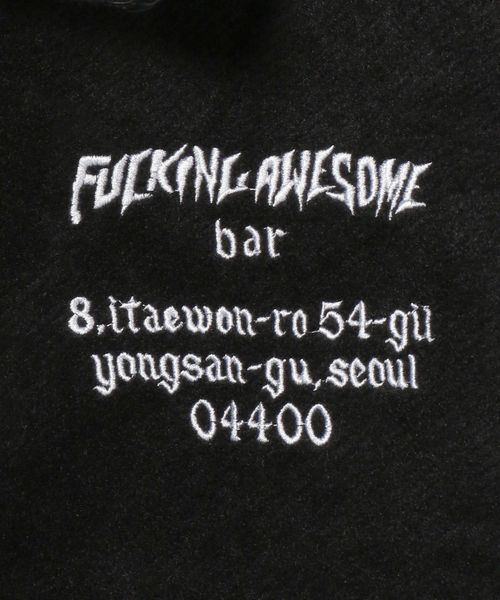 FUCKING AWESOME
bar
8, itaewon-ro 54-gil
yongsan-gu, seoul
04400